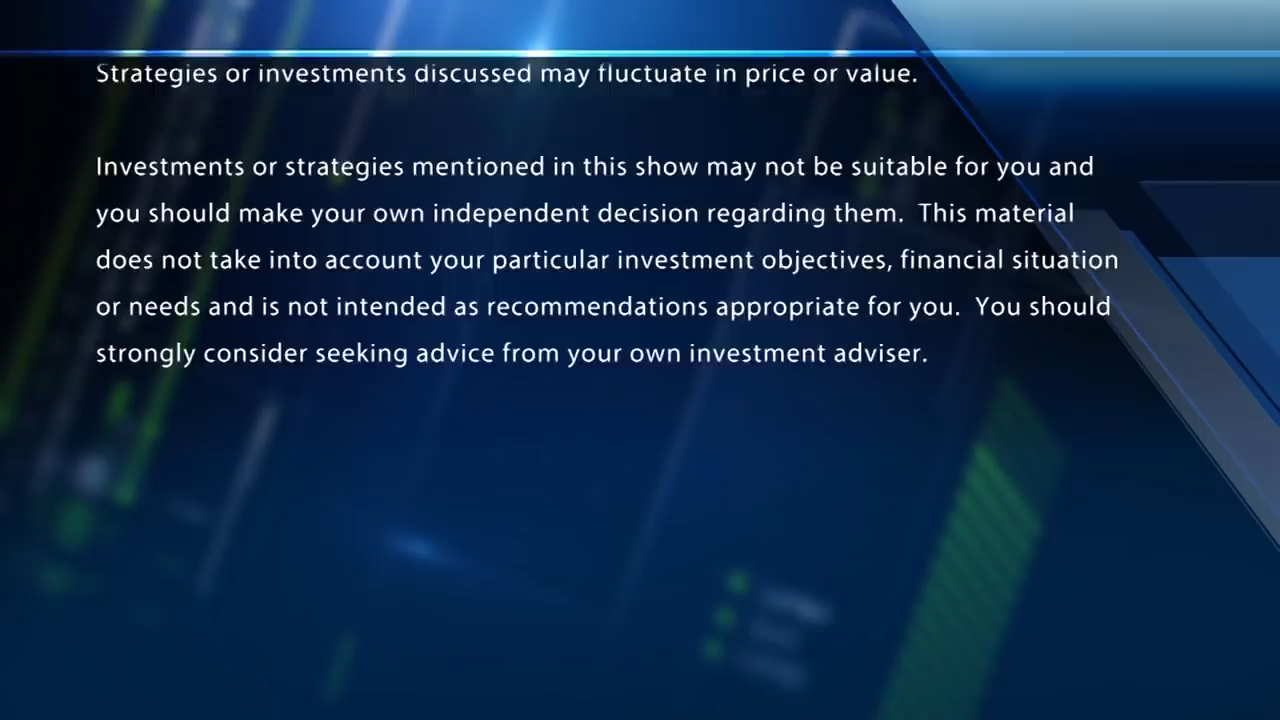 Strategies or investments discussed may fluctuate in price or value.
Investments or strategies mentioned in this show may not be suitable for you and
you should make your own independent decision regarding them.  This material
does not take into account your particular investment objectives, financial situation
or needs and is not intended as recommendations appropriate for you.  You should
strongly consider seeking advice from your own investment adviser.